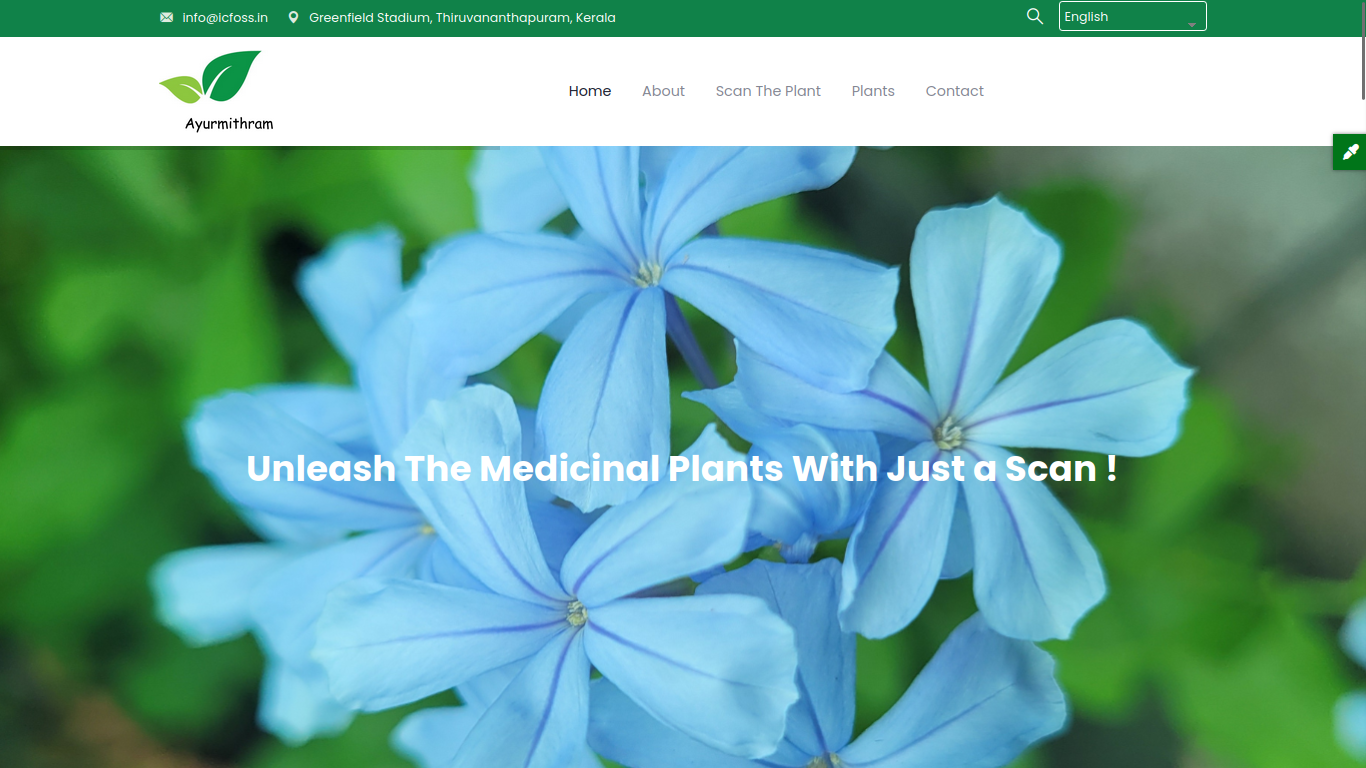 info@icfoss.in
Greenfield Stadium, Thiruvananthapuram, Kerala
English
Ayurmithram
Home
About
Scan The Plant
Plants
Contact
Unleash The Medicinal Plants With Just a Scan !